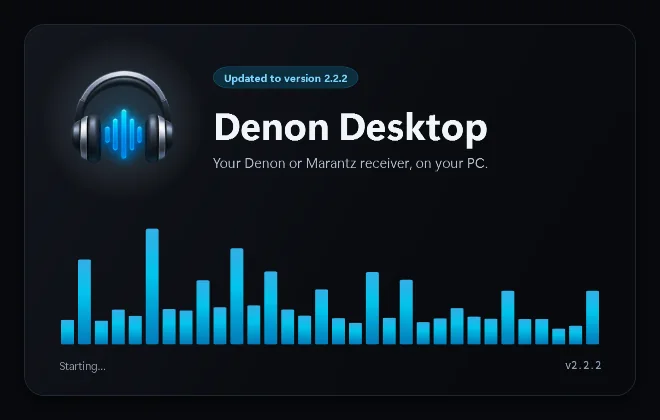 Updated to version 2.2.2
Denon Desktop
Your Denon or Marantz receiver, on your PC.
Starting...
v2.2.2